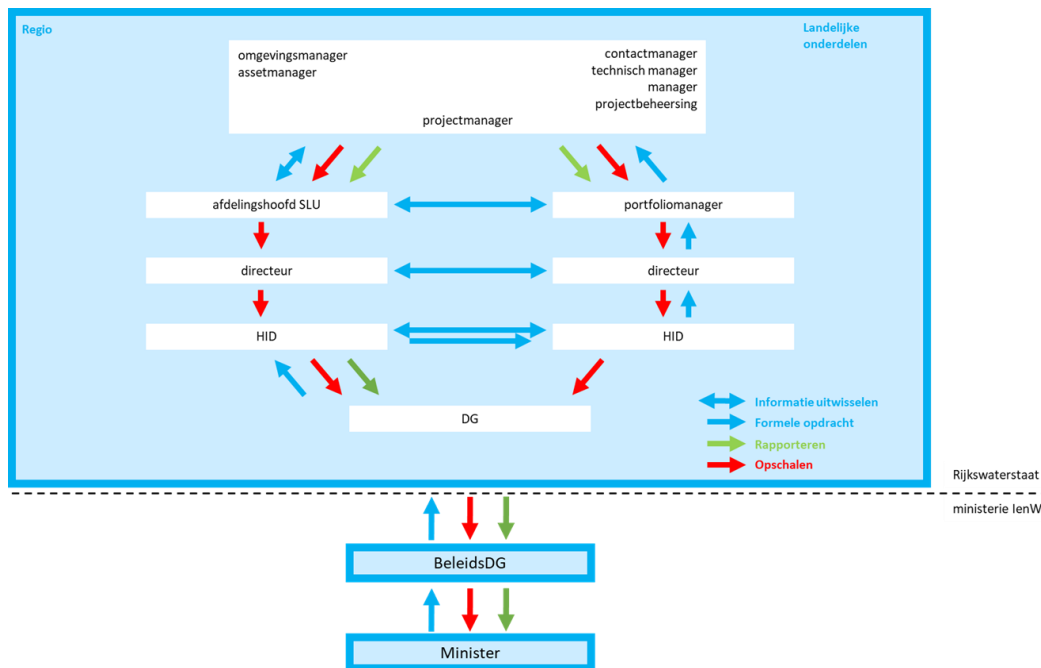 Regio
Landelijke
onderdelen
omgevingsmanager
assetmanager
contactmanager
technisch manager
manager
projectbeheersing
projectmanager
afdelingshoofd SLU
portfoliomanager
directeur
directeur
HID
HID
DG
Informatie uitwisselen
Formele opdracht
Rapporteren
Opschalen
Rijkswaterstaat
ministerie IenW
BeleidsDG
Minister